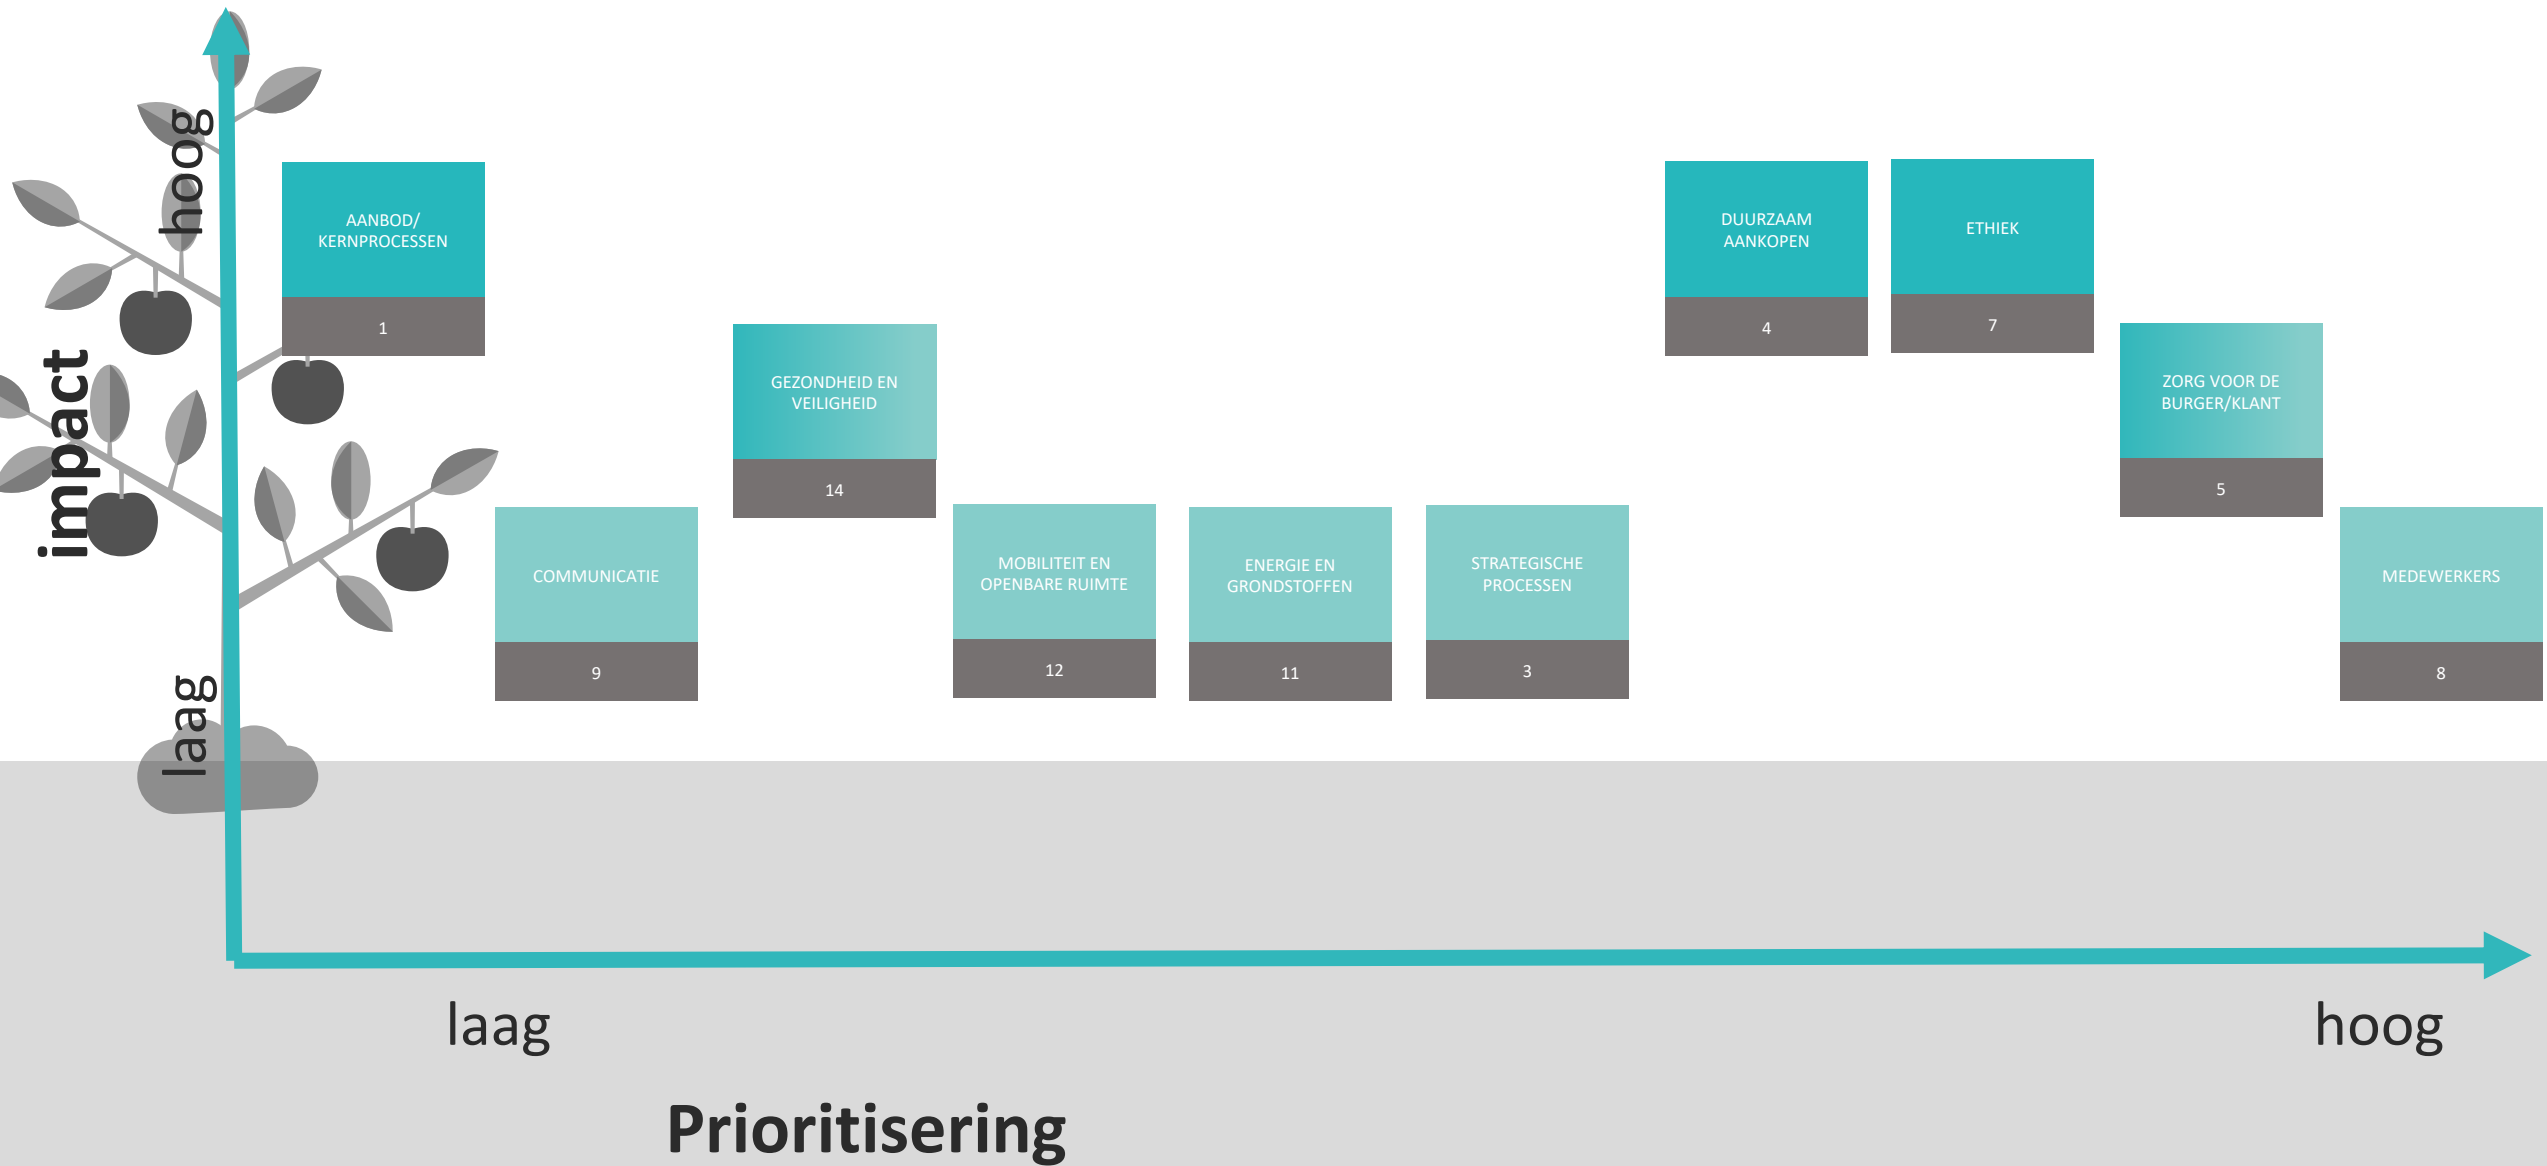 hoog
impact
laag
AANBOD/
KERNPROCESSEN
1
COMMUNICATIE
9
GEZONDHEID EN
VEILIGHEID
14
MOBILITEIT EN
OPENBARE RUIMTE
12
ENERGIE EN
GRONDSTOFFEN
11
STRATEGISCHE
PROCESSEN
3
DUURZAAM
AANKOPEN
4
ETHIEK
7
ZORG VOOR DE
BURGER/KLANT
5
MEDEWERKERS
8
laag
hoog
Prioritisering